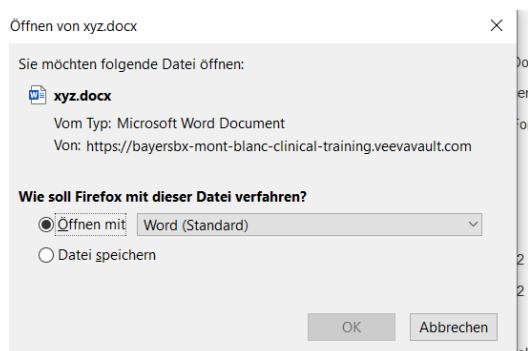 Öffnen von xyz.docx
Sie möchten folgende Datei öffnen:
xyz.docx
Vom Typ: Microsoft Word Document
Von: https://bayersbx-mont-blanc-clinical-training.veevavault.com
Wie soll Firefox mit dieser Datei verfahren?
Öffnen mit Word (Standard)
Datei speichern
OK Abbrechen